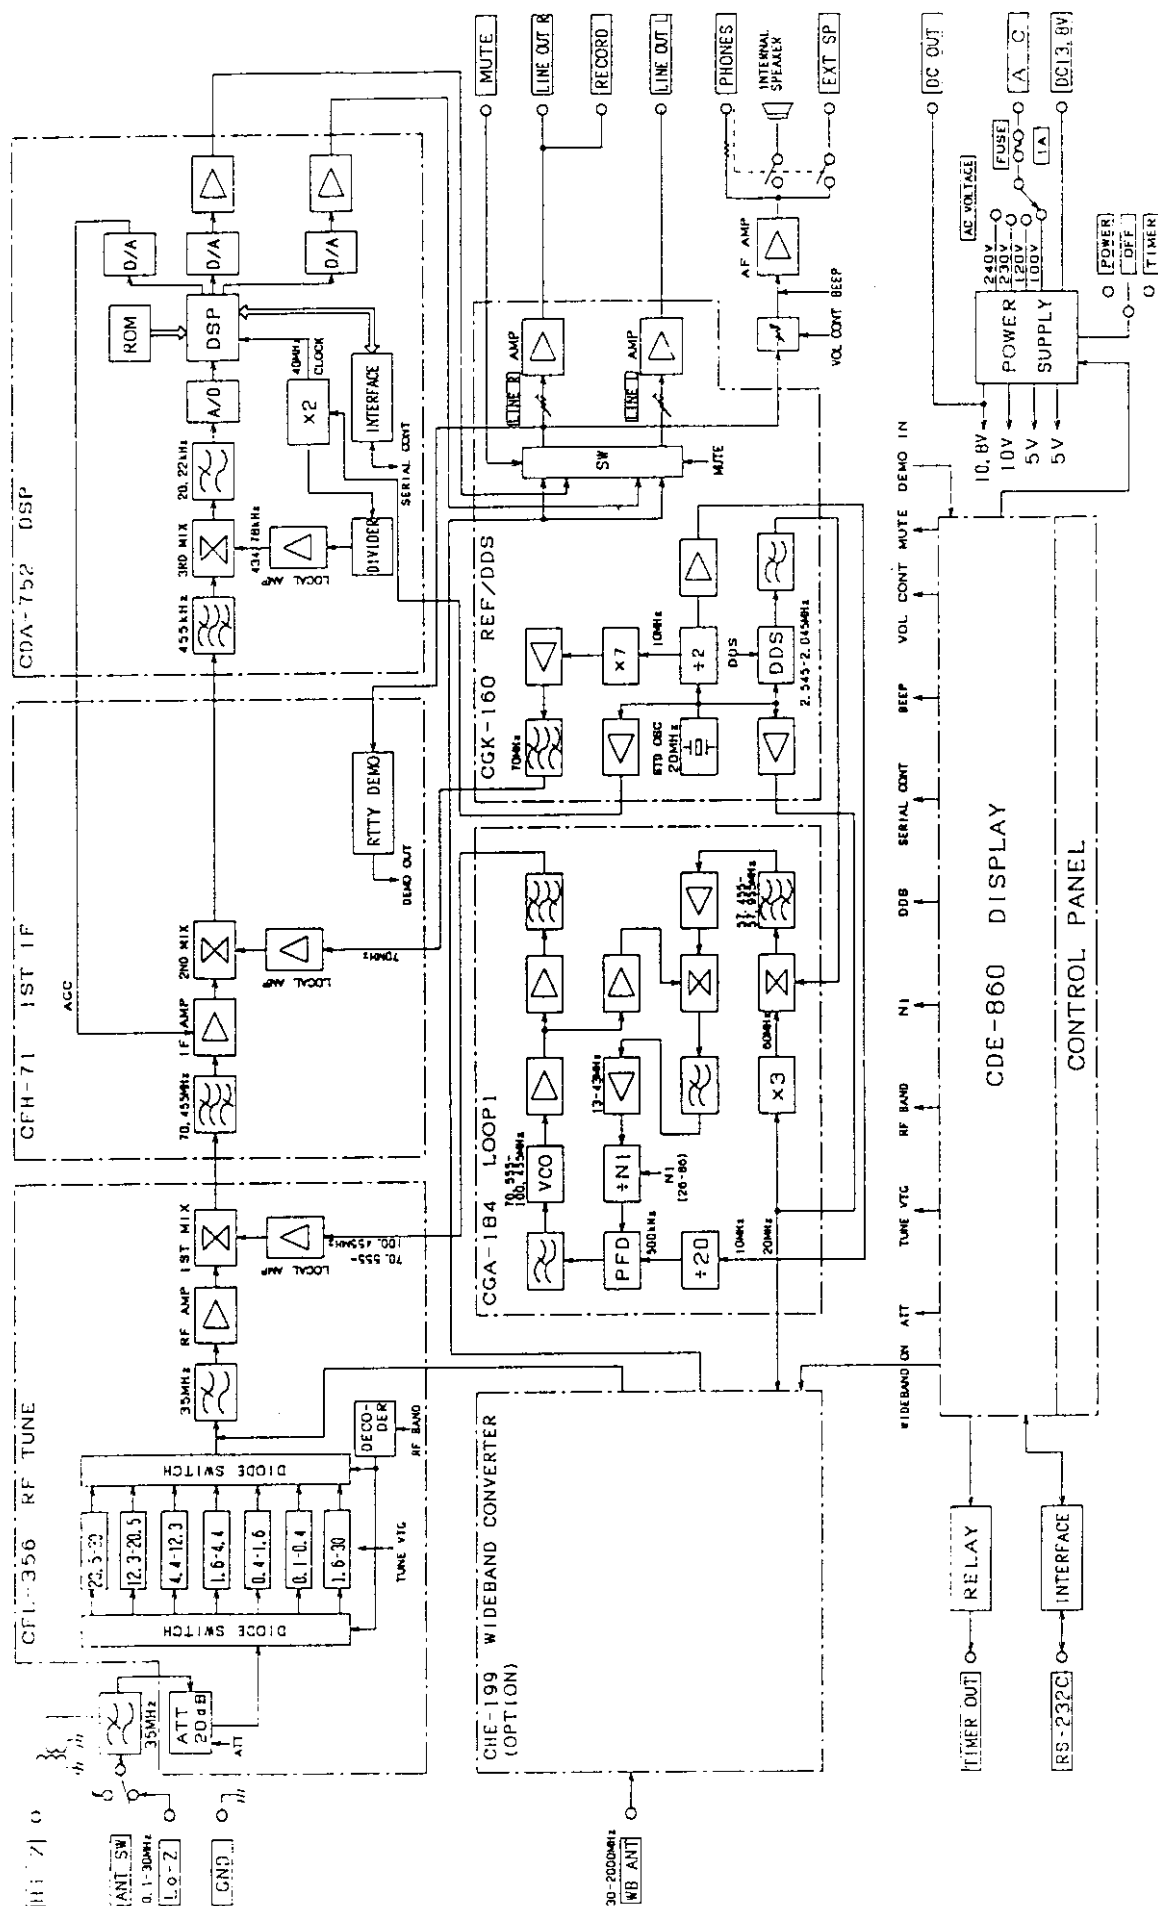 CFL-356 RF TUNE
ANT SW
0.1-30MHz
Lo-Z
GND
35MHz
ATT
20dB
ATT
DIODE SWITCH
20.5-30
12.3-20.5
4.4-12.3
1.6-4.4
0.4-1.6
0.1-0.4
1.6-30
TUNE VTG
DIODE SWITCH
DECO-
DER
RF BAND
35MHz
RF AMP
1ST MIX
LOCAL AMP
70.555-
100.455MHz
CFH-71 1ST IF
70.455MHz
IF AMP
AGC
2ND MIX
LOCAL AMP
70MHz
RTTY DEMO
DEMO OUT
CDA-752 DSP
455kHz
3RD MIX
20.22kHz
A/D
DSP
ROM
D/A
D/A
D/A
434.78kHz
LOCAL AMP
DIVIDER
X2
40MHz
CLOCK
INTERFACE
SERIAL CONT
CHE-199 WIDEBAND CONVERTER
(OPTION)
30-2000MHz
WB ANT
CGA-184 LOOP1
70.555-
100.455MHz
VCO
PFD
500kHz
÷N1
N1
(26-86)
13-43MHz
÷20
10MHz
20MHz
X3
60MHz
57.455-
57.955MHz
CGK-160 REF/DDS
70MHz
X7
10MHz
STD OSC
20MHz
÷2
DDS
DDS
2.545-2.045MHz
SW
MUTE
LINE R
AMP
LINE L
AMP
VOL CONT
BEEP
AF AMP
MUTE
LINE OUT R
RECORD
LINE OUT L
PHONES
INTERNAL
SPEAKER
EXT SP
CDE-860 DISPLAY
CONTROL PANEL
WIDEBAND ON
ATT
TUNE VTG
RF BAND
N1
DDS
SERIAL CONT
BEEP
VOL CONT
MUTE
DEMO IN
RELAY
TIMER OUT
INTERFACE
RS-232C
10.8V
10V
5V
5V
POWER
SUPPLY
240V
230V
120V
100V
AC VOLTAGE
FUSE
1A
DC OUT
A C
DC13.8V
POWER
OFF
TIMER